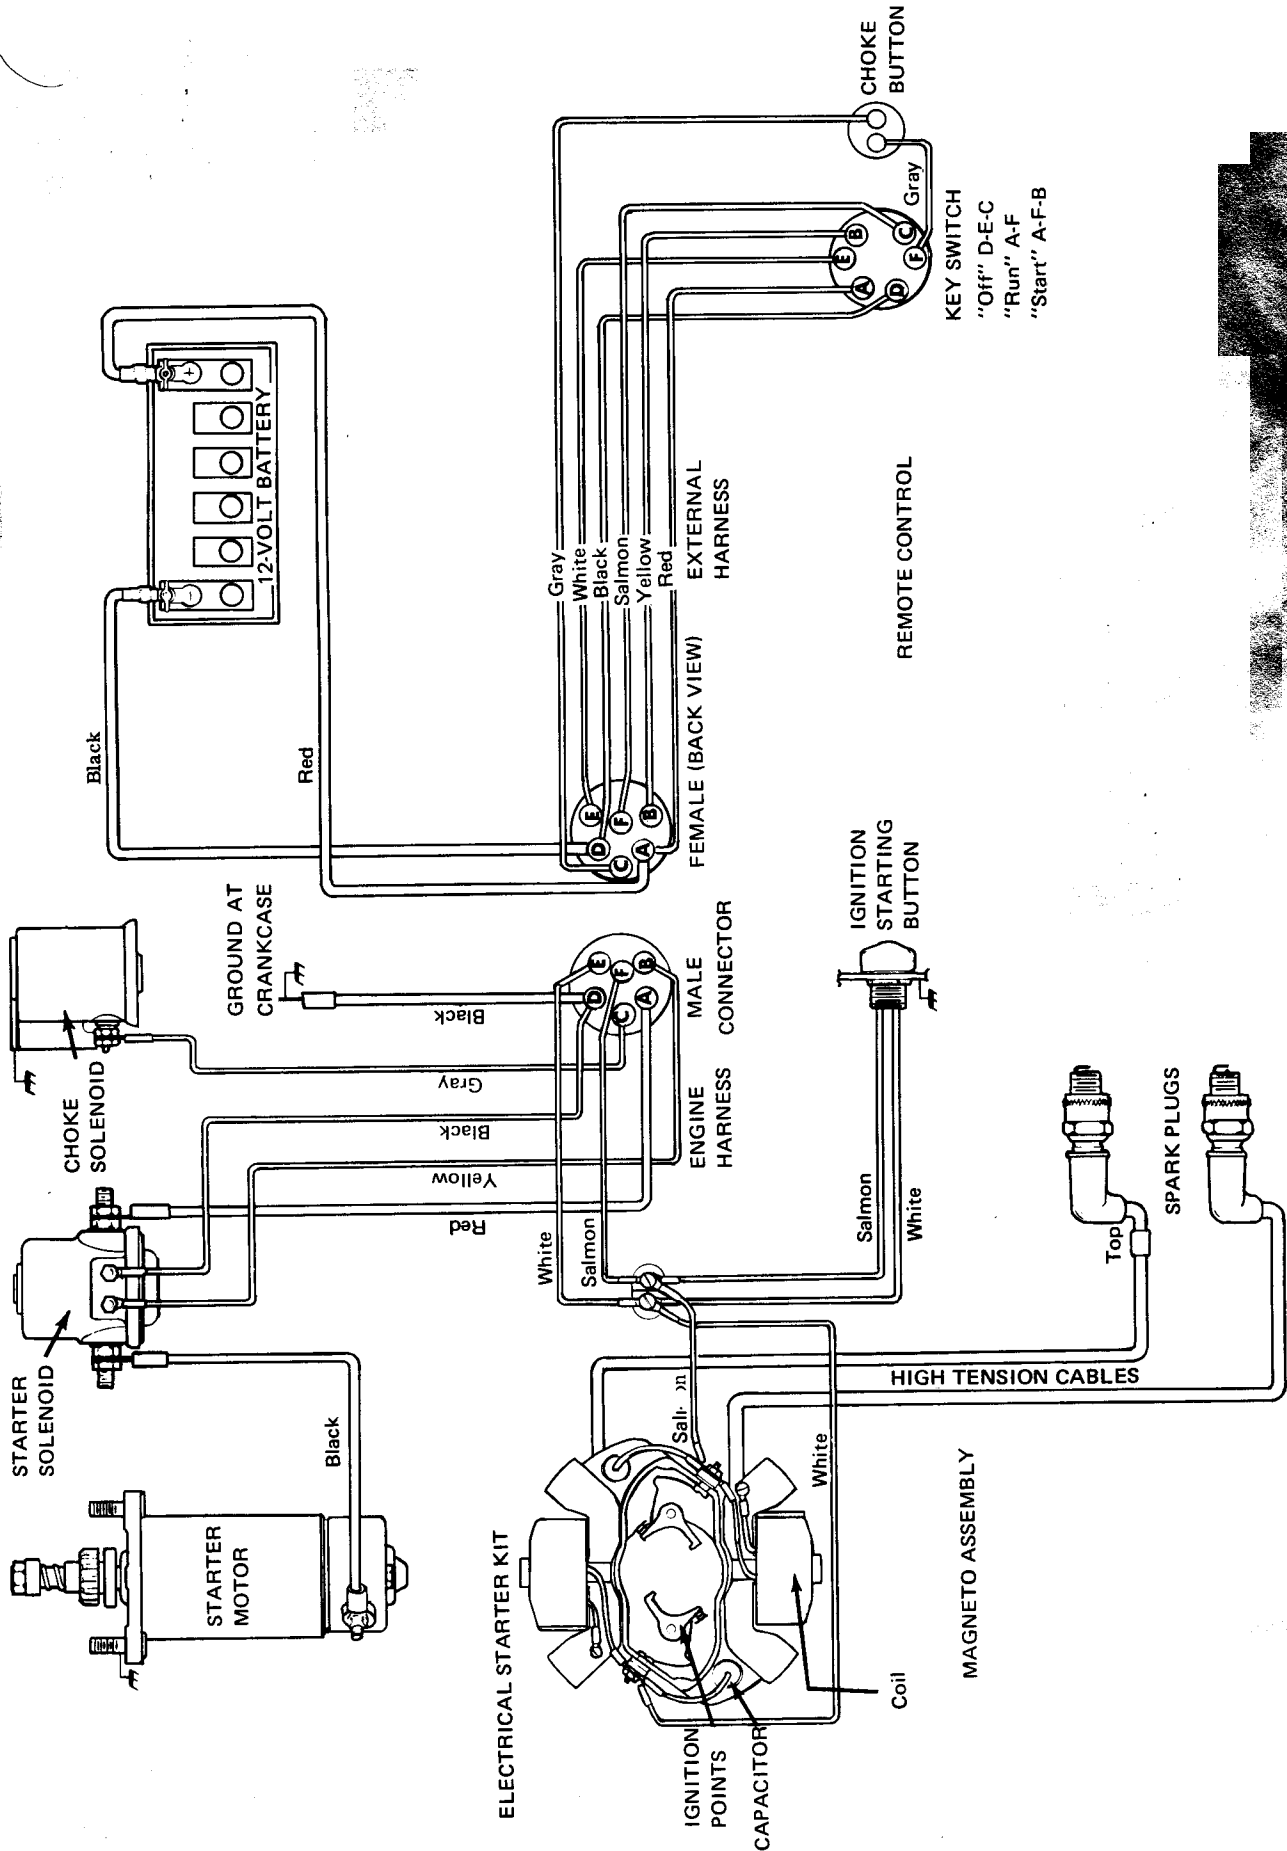 STARTER
SOLENOID
CHOKE
SOLENOID
GROUND AT
CRANKCASE
Black
Red
12-VOLT BATTERY
+
−
STARTER
MOTOR
Black
Red
Yellow
Black
Gray
Black
White
Salmon
ENGINE
HARNESS
MALE
CONNECTOR
A
B
C
D
E
F
FEMALE (BACK VIEW)
A
B
C
D
E
F
Gray
White
Black
Salmon
Yellow
Red
EXTERNAL
HARNESS
CHOKE
BUTTON
Gray
A
B
C
D
E
F
KEY SWITCH
"Off" D-E-C
"Run" A-F
"Start" A-F-B
REMOTE CONTROL
IGNITION
STARTING
BUTTON
Salmon
White
ELECTRICAL STARTER KIT
Sali on
White
HIGH TENSION CABLES
Top
SPARK PLUGS
IGNITION
POINTS
CAPACITOR
Coil
MAGNETO ASSEMBLY